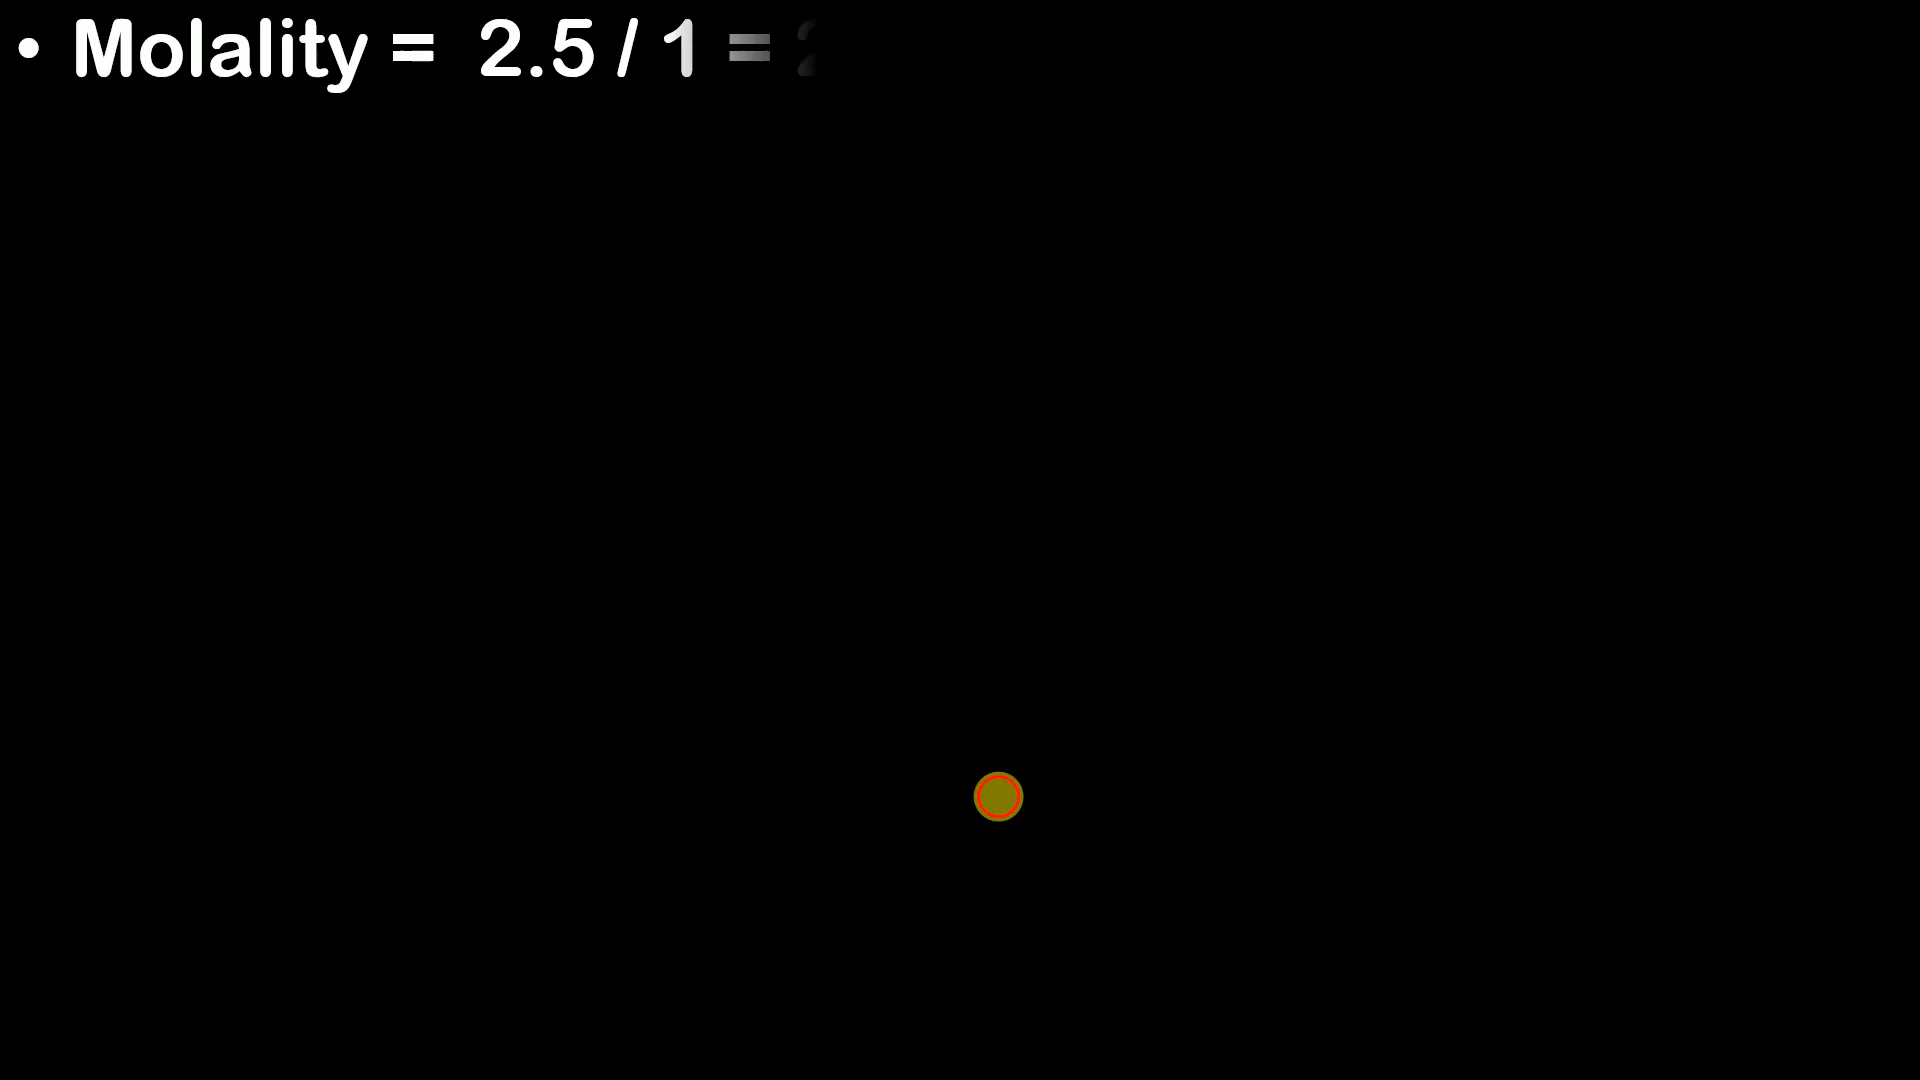 • Molality = 2.5 / 1 =